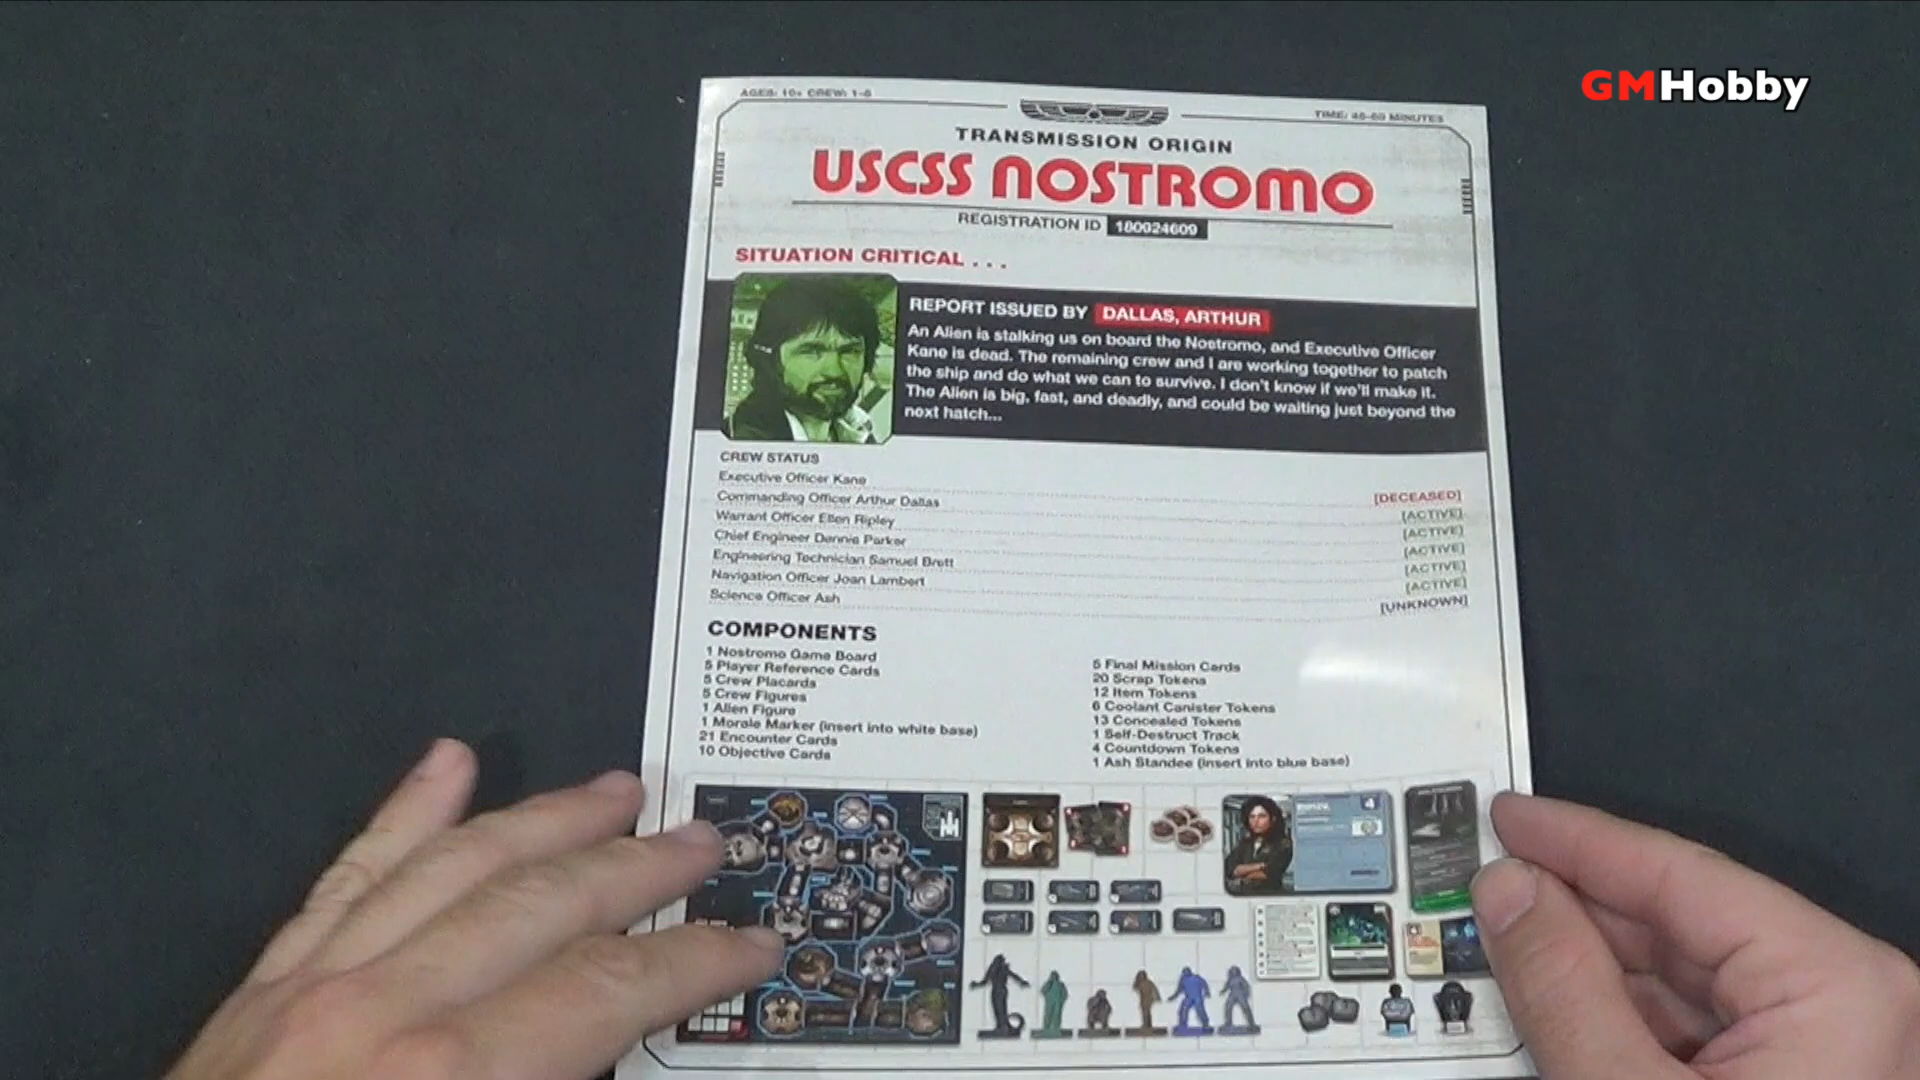 GMHobby
AGES: 10+ CREW: 1-5
TIME: 45-60 MINUTES
TRANSMISSION ORIGIN
USCSS NOSTROMO
REGISTRATION ID 180924609
SITUATION CRITICAL . . .
REPORT ISSUED BY DALLAS, ARTHUR
An Alien is stalking us on board the Nostromo, and Executive Officer
Kane is dead. The remaining crew and I are working together to patch
the ship and do what we can to survive. I don't know if we'll make it.
The Alien is big, fast, and deadly, and could be waiting just beyond the
next hatch...
CREW STATUS
Executive Officer Kane [DECEASED]
Commanding Officer Arthur Dallas [ACTIVE]
Warrant Officer Ellen Ripley [ACTIVE]
Chief Engineer Dennis Parker [ACTIVE]
Engineering Technician Samuel Brett [ACTIVE]
Navigation Officer Joan Lambert [ACTIVE]
Science Officer Ash [UNKNOWN]
COMPONENTS
1 Nostromo Game Board
5 Player Reference Cards
5 Crew Placards
5 Crew Figures
1 Alien Figure
1 Morale Marker (insert into white base)
21 Encounter Cards
10 Objective Cards
5 Final Mission Cards
20 Scrap Tokens
12 Item Tokens
6 Coolant Canister Tokens
13 Concealed Tokens
1 Self-Destruct Track
4 Countdown Tokens
1 Ash Standee (insert into blue base)
RIPLEY
4